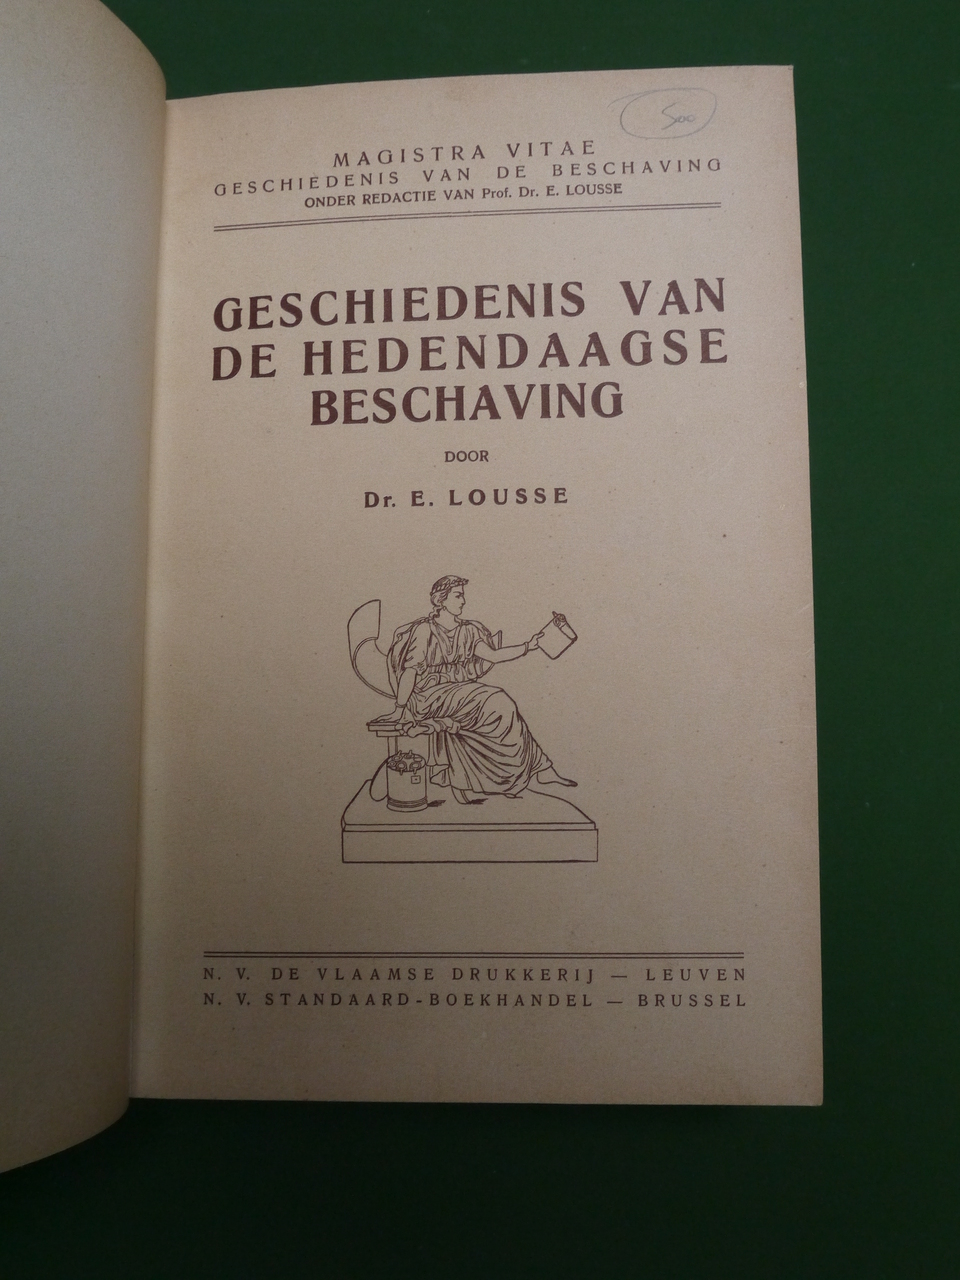 500
MAGISTRA VITAE
GESCHIEDENIS VAN DE BESCHAVING
ONDER REDACTIE VAN Prof. Dr. E. LOUSSE
GESCHIEDENIS VAN
DE HEDENDAAGSE
BESCHAVING
DOOR
Dr. E. LOUSSE
N. V. DE VLAAMSE DRUKKERIJ — LEUVEN
N. V. STANDAARD-BOEKHANDEL — BRUSSEL